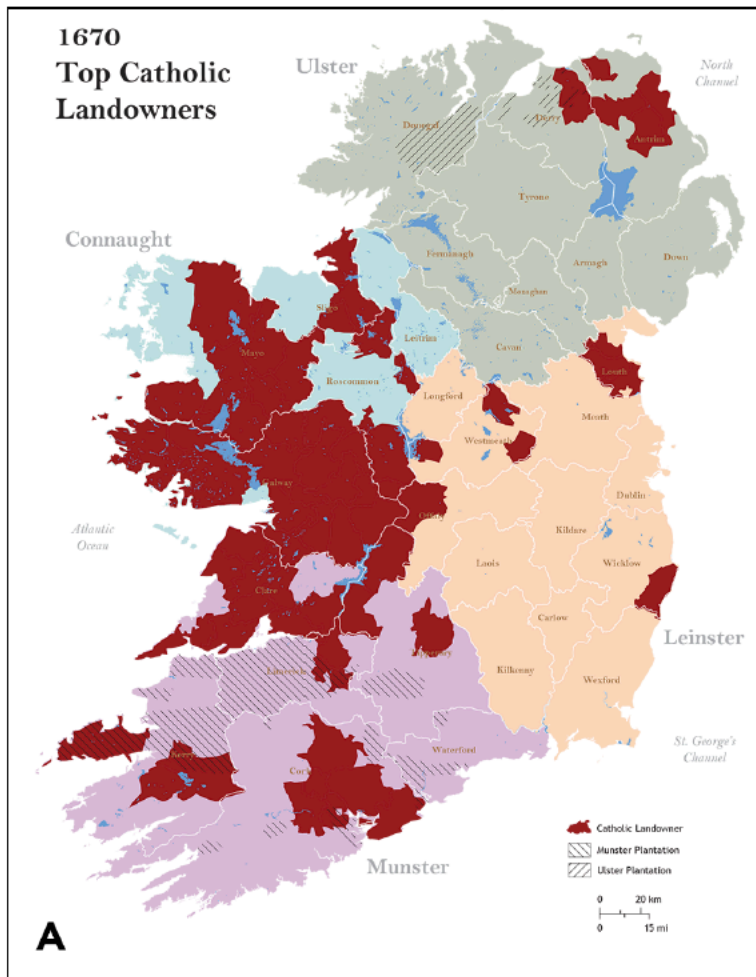 1670
Top Catholic
Landowners
Ulster
North
Channel
Donegal
Derry
Antrim
Tyrone
Connaught
Fermanagh
Armagh
Down
Monaghan
Sligo
Mayo
Leitrim
Cavan
Roscommon
Longford
Louth
Meath
Westmeath
Galway
Dublin
Offaly
Atlantic
Ocean
Kildare
Wicklow
Laois
Clare
Carlow
Leinster
Tipperary
Limerick
Kilkenny
Wexford
Waterford
St. George's
Channel
Kerry
Cork
Munster
Catholic Landowner
Munster Plantation
Ulster Plantation
0 20 km
0 15 mi
A